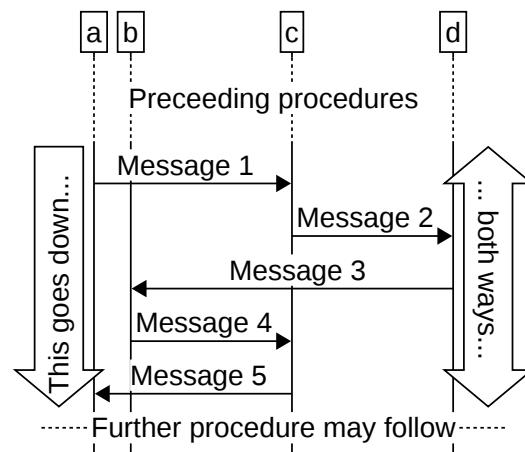 a b c d
Preceeding procedures
Message 1
Message 2
Message 3
Message 4
Message 5
This goes down...
... both ways...
Further procedure may follow